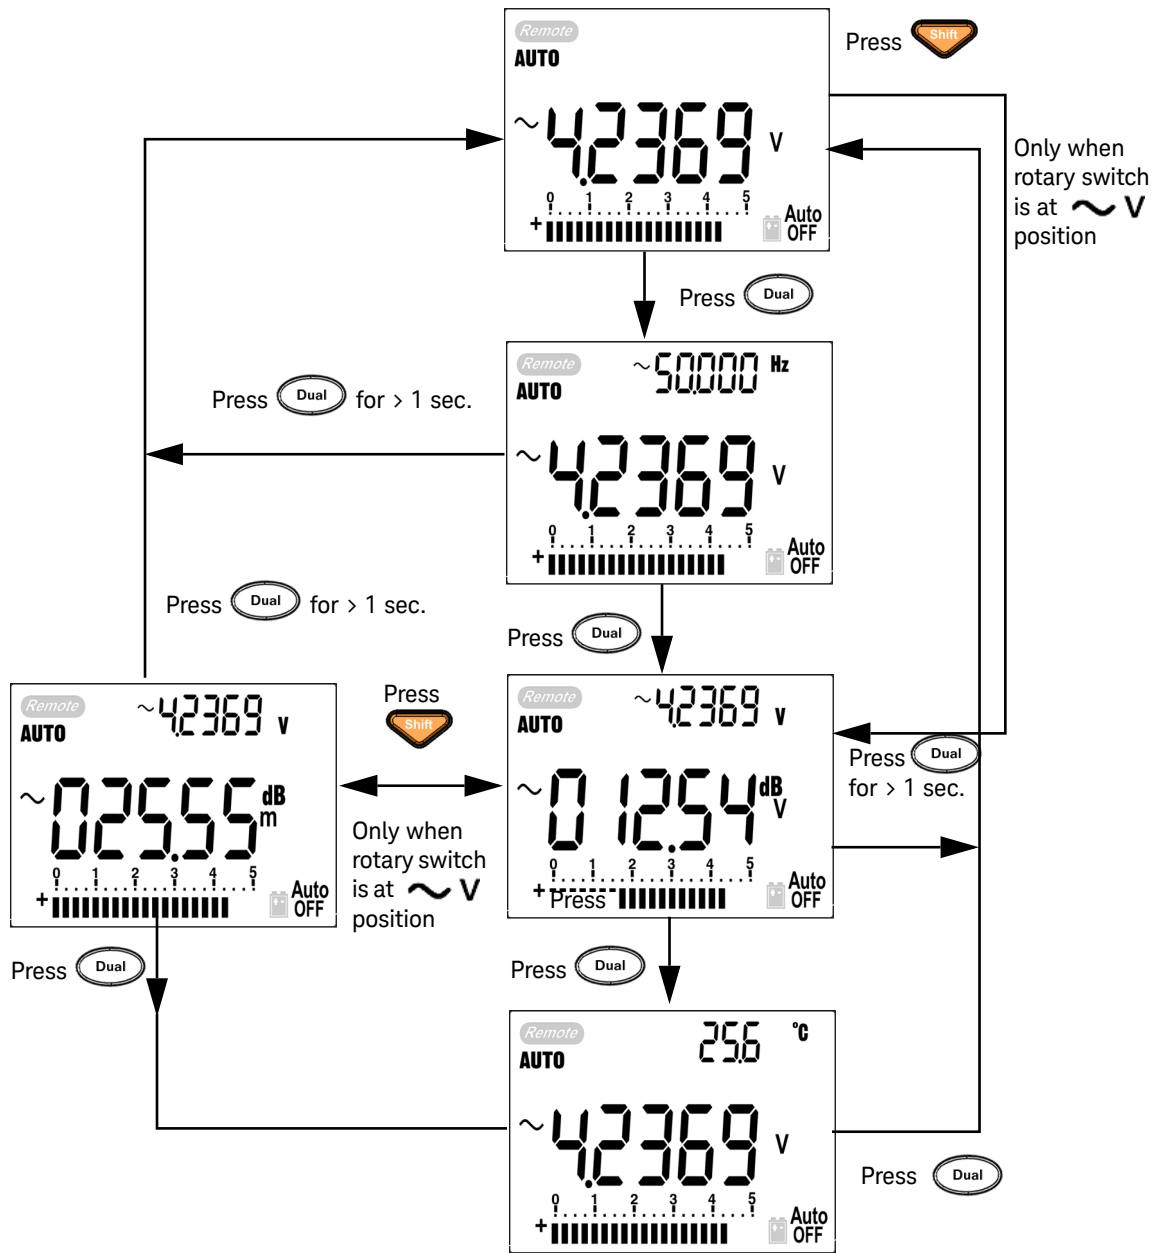 Remote
AUTO
~ 4.2369 V
0 1 2 3 4 5
+
Auto
OFF
Press Shift
Only when
rotary switch
is at ~ V
position
Press Dual
Remote
~ 50.000 Hz
AUTO
~ 4.2369 V
0 1 2 3 4 5
+
Auto
OFF
Press Dual for > 1 sec.
Press Dual for > 1 sec.
Press Dual
Remote
~ 4.2369 V
AUTO
~ 025.55 dB
m
0 1 2 3 4 5
+
Auto
OFF
Press
Shift
Only when
rotary switch
is at ~ V
position
Remote
~ 4.2369 V
AUTO
~ 012.54 dB
V
0 1 2 3 4 5
+ Press
Auto
OFF
Press Dual
for > 1 sec.
Press Dual
Press Dual
Remote
25.6 °C
AUTO
~ 4.2369 V
0 1 2 3 4 5
+
Auto
OFF
Press Dual